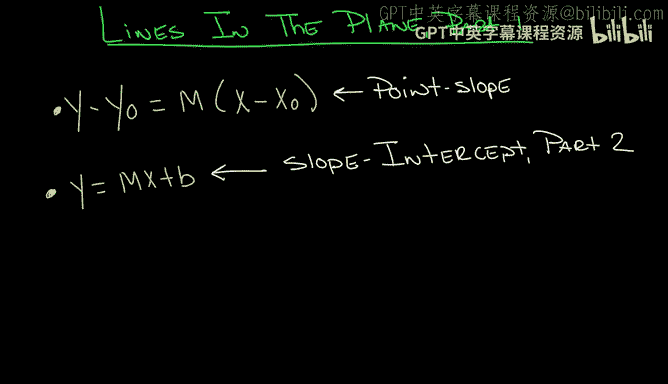 GPT中英字幕课程资源@bilibili.com
GPT中英字幕课程资源 bilibili
LINES IN THE PLANE PART 1
• y - y0 = M ( x - x0 ) ← POINT-SLOPE
• y = Mx+b ← SLOPE-INTERCEPT, PART 2